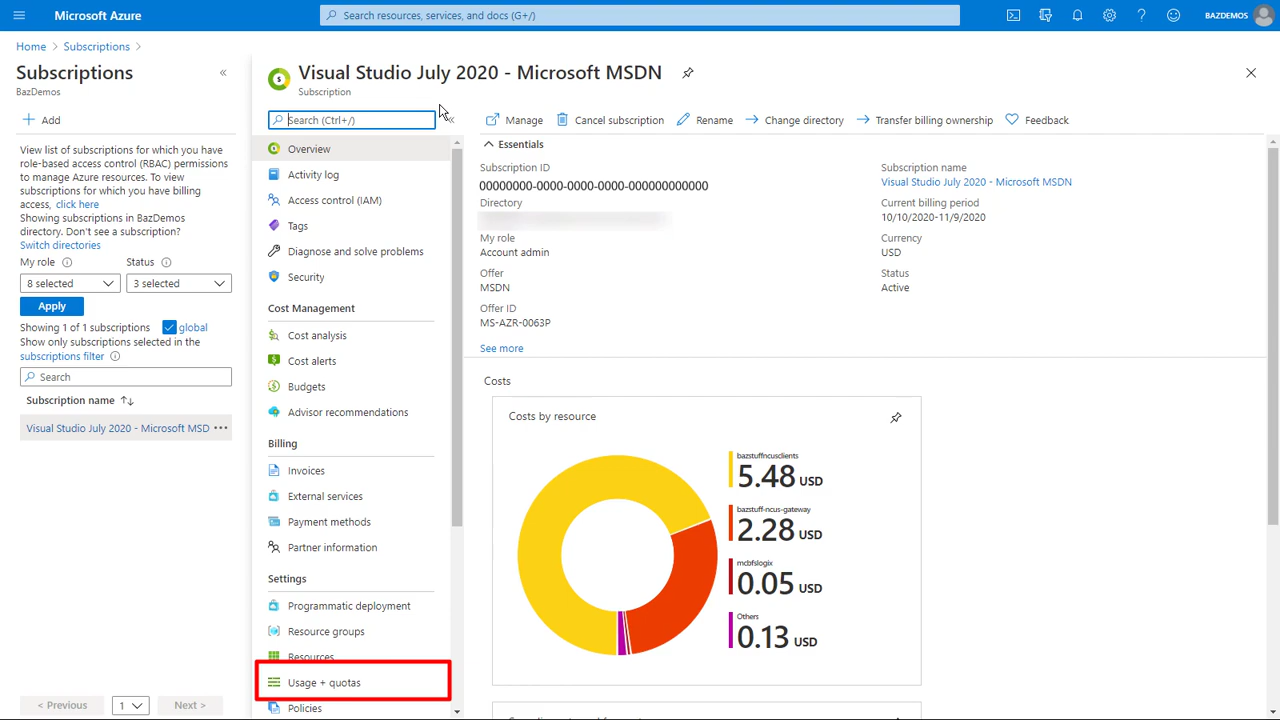 Microsoft Azure
Search resources, services, and docs (G+/)
BAZDEMOS
Home > Subscriptions >
Subscriptions
BazDemos
«
Add
View list of subscriptions for which you have
role-based access control (RBAC) permissions
to manage Azure resources. To view
subscriptions for which you have billing
access, click here
Showing subscriptions in BazDemos
directory. Don't see a subscription?
Switch directories
My role
Status
8 selected
3 selected
Apply
Showing 1 of 1 subscriptions
global
Show only subscriptions selected in the
subscriptions filter
Search
Subscription name
Visual Studio July 2020 - Microsoft MSD
< Previous
1
Next >
Visual Studio July 2020 - Microsoft MSDN
Subscription
Search (Ctrl+/)
«
Overview
Activity log
Access control (IAM)
Tags
Diagnose and solve problems
Security
Cost Management
Cost analysis
Cost alerts
Budgets
Advisor recommendations
Billing
Invoices
External services
Payment methods
Partner information
Settings
Programmatic deployment
Resource groups
Resources
Usage + quotas
Policies
Manage
Cancel subscription
Rename
Change directory
Transfer billing ownership
Feedback
Essentials
Subscription ID
00000000-0000-0000-0000-000000000000
Directory
My role
Account admin
Offer
MSDN
Offer ID
MS-AZR-0063P
See more
Subscription name
Visual Studio July 2020 - Microsoft MSDN
Current billing period
10/10/2020-11/9/2020
Currency
USD
Status
Active
Costs
Costs by resource
bazstuffncusclients
5.48 USD
bazstuff-ncus-gateway
2.28 USD
mcbfslogix
0.05 USD
Others
0.13 USD